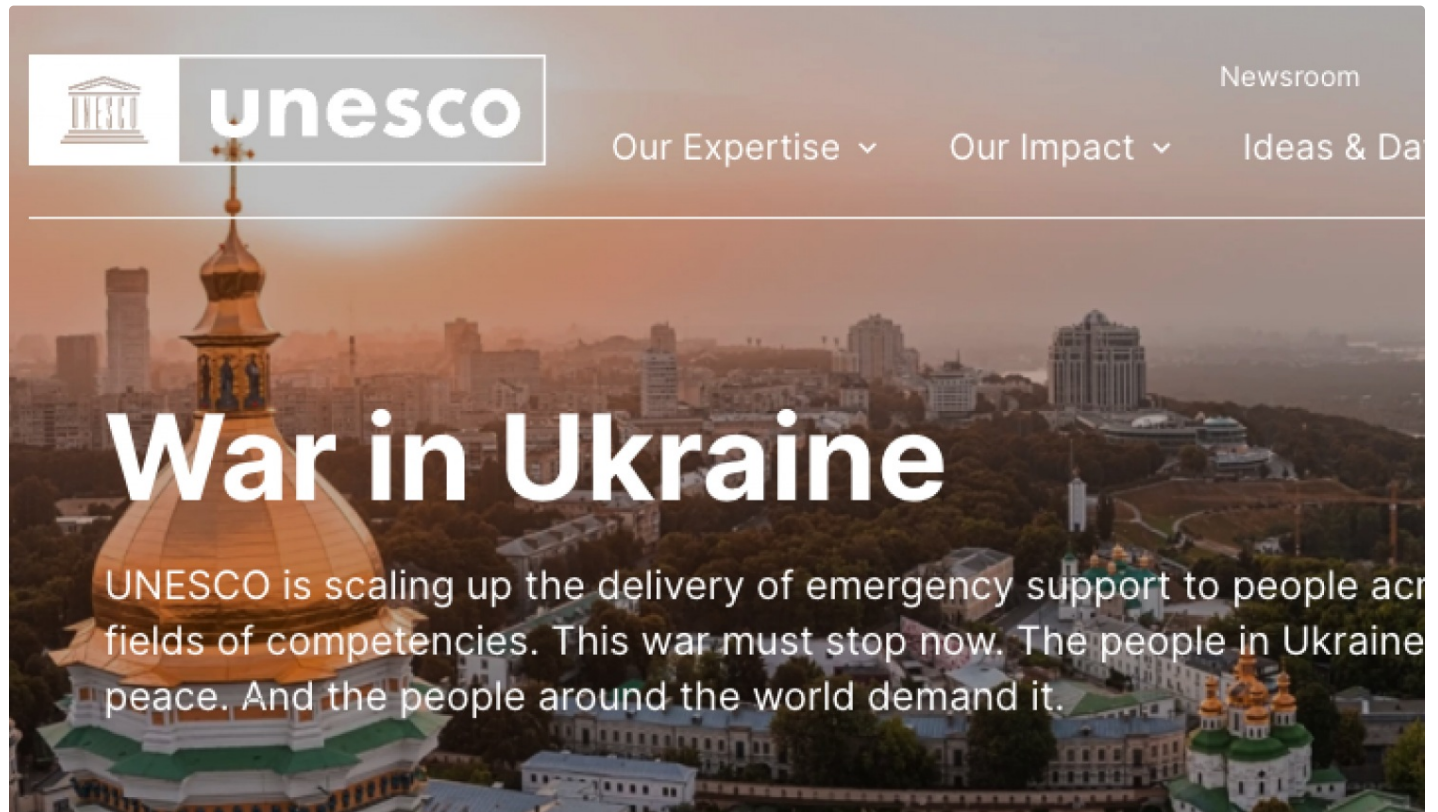 UNESCO
unesco
Newsroom
Our Expertise
Our Impact
Ideas &
War in Ukraine
UNESCO is scaling up the delivery of emergency support to people
fields of competencies. This war must stop now. The people in Ukraine
peace. And the people around the world demand it.